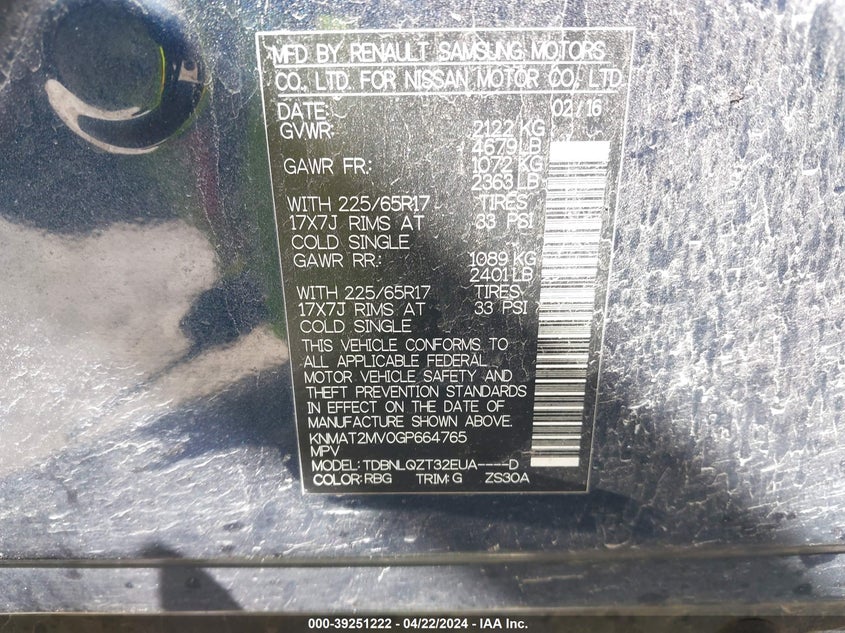 MFD BY RENAULT SAMSUNG MOTORS
CO., LTD. FOR NISSAN MOTOR CO., LTD
DATE: 02/16
GVWR: 2122 KG
4679 LB
GAWR FR.: 1072 KG
2363 LB
WITH 225/65R17 TIRES
17X7J RIMS AT 33 PSI
COLD SINGLE
GAWR RR.: 1089 KG
2401 LB
WITH 225/65R17 TIRES
17X7J RIMS AT 33 PSI
COLD SINGLE
THIS VEHICLE CONFORMS TO
ALL APPLICABLE FEDERAL
MOTOR VEHICLE SAFETY AND
THEFT PREVENTION STANDARDS
IN EFFECT ON THE DATE OF
MANUFACTURE SHOWN ABOVE.
KNMAT2MV0GP664765
MPV
MODEL: TDBNLQZT32EUA----D
COLOR: RBG TRIM: G ZS30A
000-39251222 - 04/22/2024 - IAA Inc.